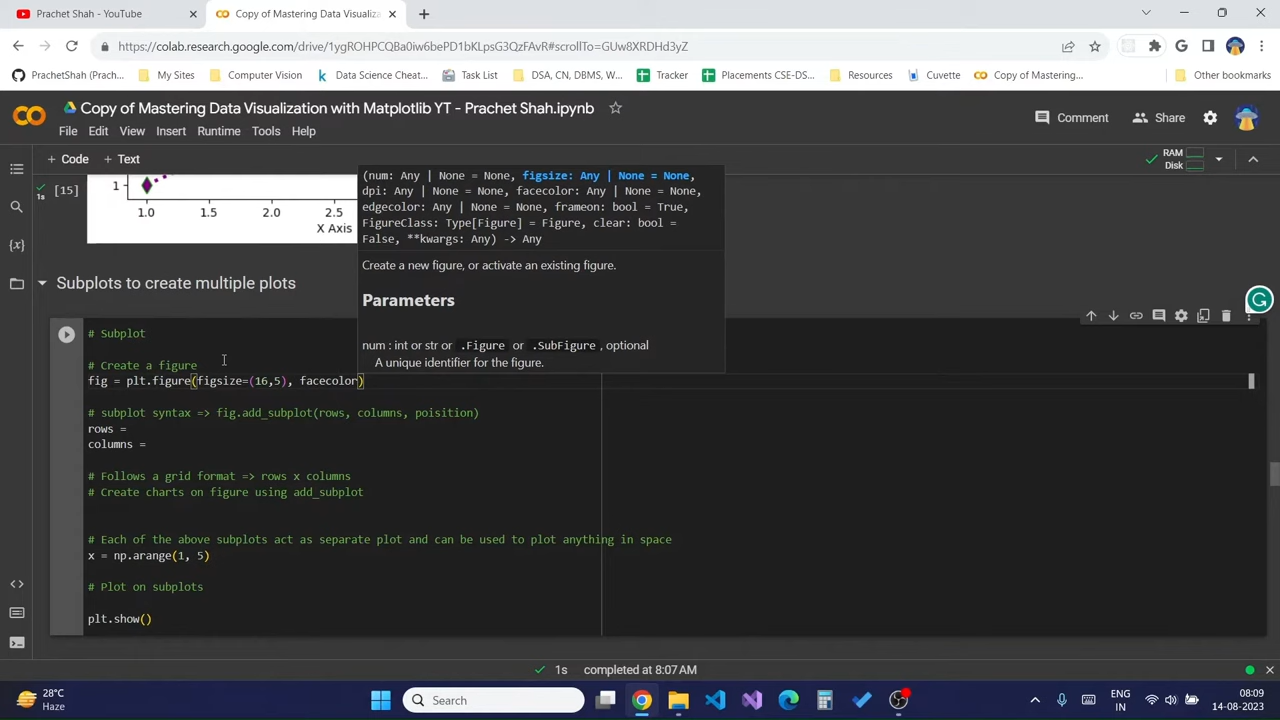 Prachet Shah - YouTube
Copy of Mastering Data Visualiza
https://colab.research.google.com/drive/1ygROHPCQBa0iw6bePD1bKLpsG3QzFAvR#scrollTo=GUw8XRDHd3yZ
PrachetShah (Prach...
My Sites
Computer Vision
Data Science Cheat...
Task List
DSA, CN, DBMS, W...
Tracker
Placements CSE-DS...
Resources
Cuvette
Copy of Mastering...
Other bookmarks
Copy of Mastering Data Visualization with Matplotlib YT - Prachet Shah.ipynb
Comment
Share
File Edit View Insert Runtime Tools Help
+ Code + Text
RAM
Disk
[15]
1s
1
1.0 1.5 2.0 2.5
X Axis
(num: Any | None = None, figsize: Any | None = None,
dpi: Any | None = None, facecolor: Any | None = None,
edgecolor: Any | None = None, frameon: bool = True,
FigureClass: Type[Figure] = Figure, clear: bool =
False, **kwargs: Any) -> Any
Create a new figure, or activate an existing figure.
Parameters
num : int or str or .Figure or .SubFigure, optional
A unique identifier for the figure.
{x}
Subplots to create multiple plots
# Subplot
# Create a figure
fig = plt.figure(figsize=(16,5), facecolor)
# subplot syntax => fig.add_subplot(rows, columns, poisition)
rows =
columns =
# Follows a grid format => rows x columns
# Create charts on figure using add_subplot
# Each of the above subplots act as separate plot and can be used to plot anything in space
x = np.arange(1, 5)
# Plot on subplots
plt.show()
1s completed at 8:07 AM
28°C
Haze
Search
ENG
IN
08:09
14-08-2023